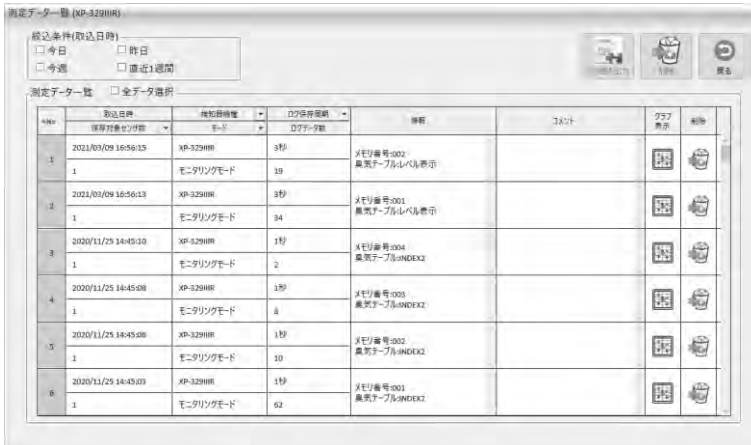 測定データ一覧 (XP-329IIIR)
絞込条件(取込日時)
今日 昨日
今週 直近1週間
削除 戻る
測定データ一覧 全データ選択
No 取込日時 検知器機種 ログ保存周期 情報 コメント グラフ表示 削除
保存対象センサ数 モード ログデータ数
1 2021/03/09 16:56:15 XP-329IIIR 3秒 メモリ番号:002
臭気テーブル:レベル表示
1 モニタリングモード 19
2 2021/03/09 16:56:13 XP-329IIIR 3秒 メモリ番号:001
臭気テーブル:レベル表示
1 モニタリングモード 34
3 2020/11/25 14:45:10 XP-329IIIR 1秒 メモリ番号:004
臭気テーブル:INDEX2
1 モニタリングモード 2
4 2020/11/25 14:45:08 XP-329IIIR 1秒 メモリ番号:003
臭気テーブル:INDEX2
1 モニタリングモード 8
5 2020/11/25 14:45:06 XP-329IIIR 1秒 メモリ番号:002
臭気テーブル:INDEX2
1 モニタリングモード 10
6 2020/11/25 14:45:03 XP-329IIIR 1秒 メモリ番号:001
臭気テーブル:INDEX2
1 モニタリングモード 62